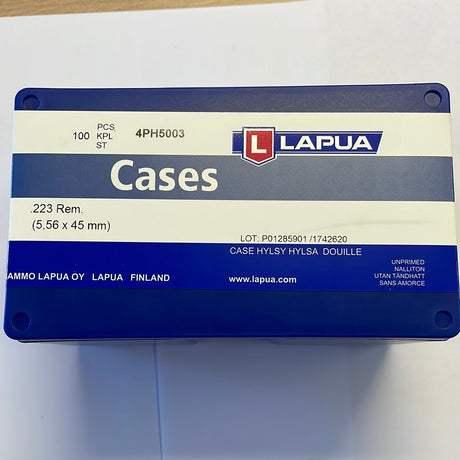 100 PCS KPL ST 4PH5003
L LAPUA
Cases
.223 Rem.
(5,56 x 45 mm)
LOT: P01285901 /1742620
CASE HYLSY HYLSA DOUILLE
UNPRIMED
NALLITON
UTAN TÄNDHATT
SANS AMORCE
AMMO LAPUA OY LAPUA FINLAND
www.lapua.com